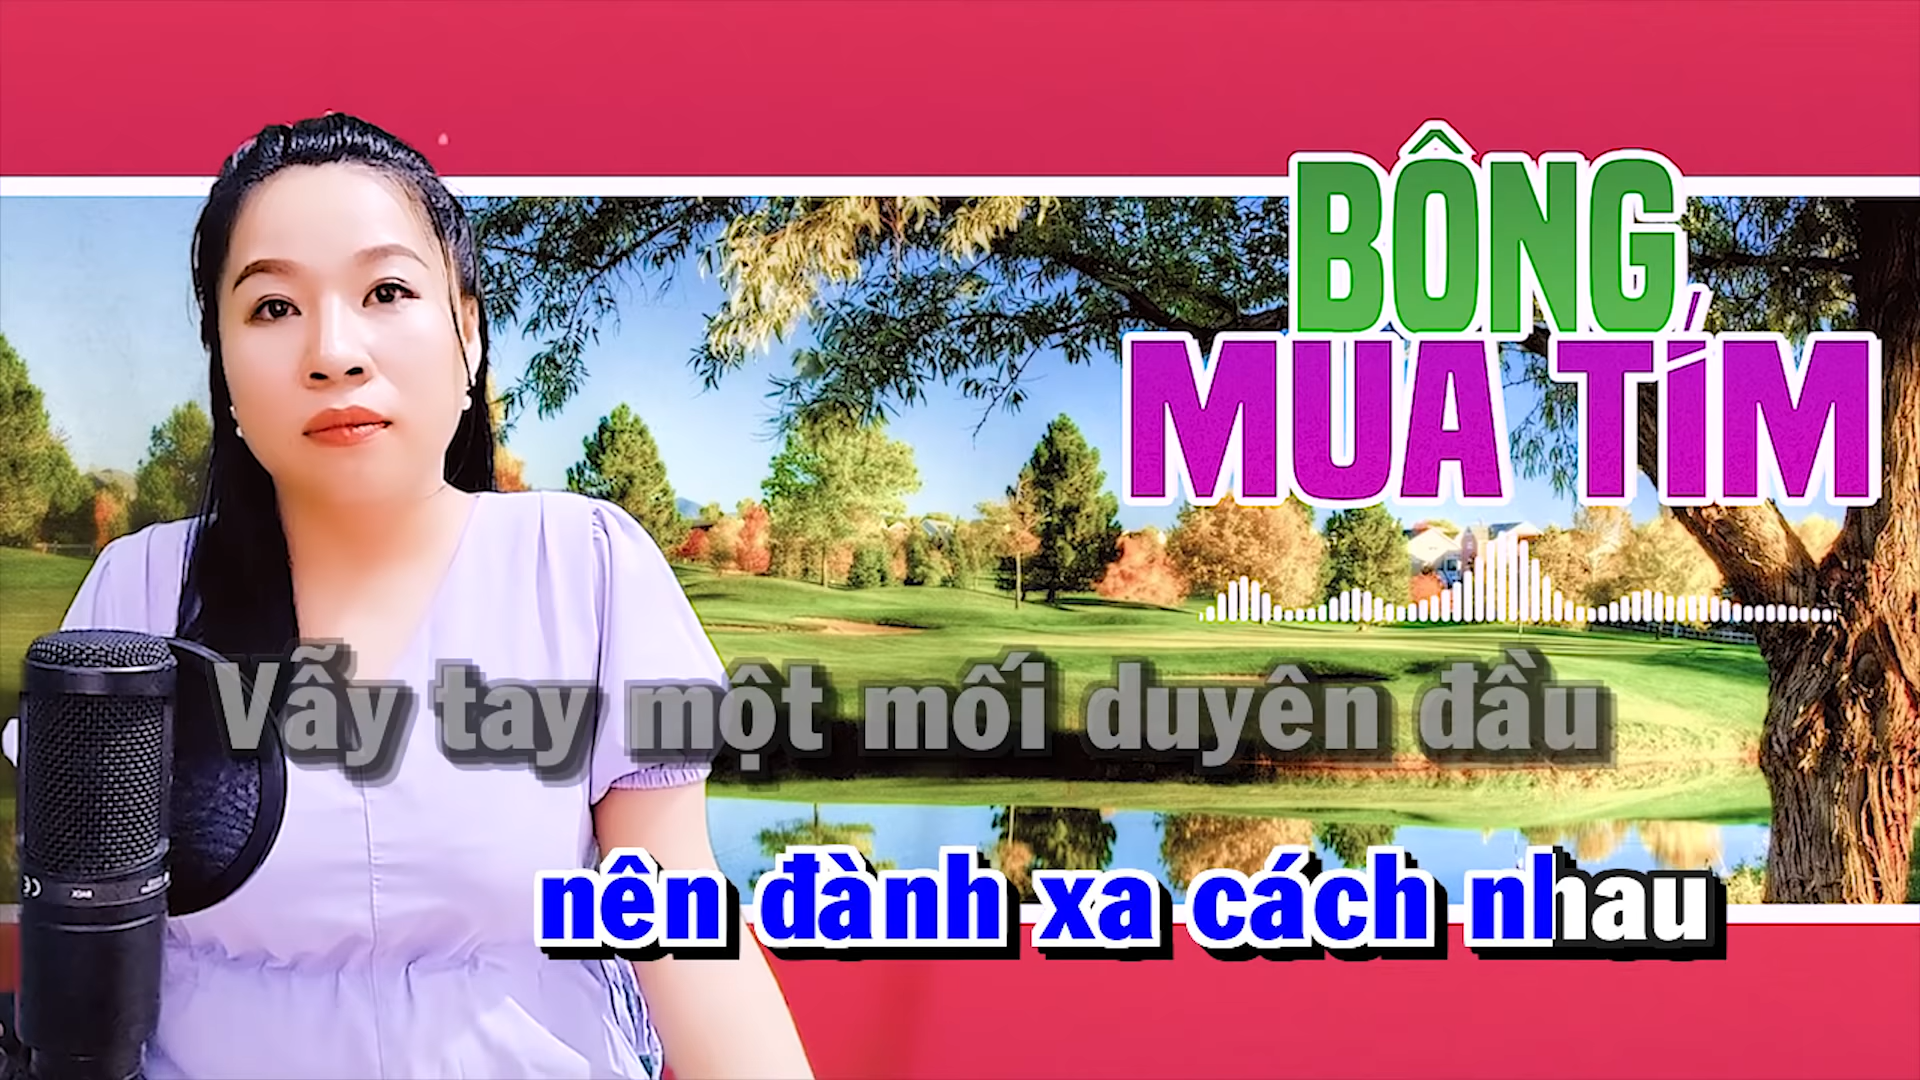 BÔNG
MUA TÍM
Vẫy tay một mối duyên đầu
nên đành xa cách nhau